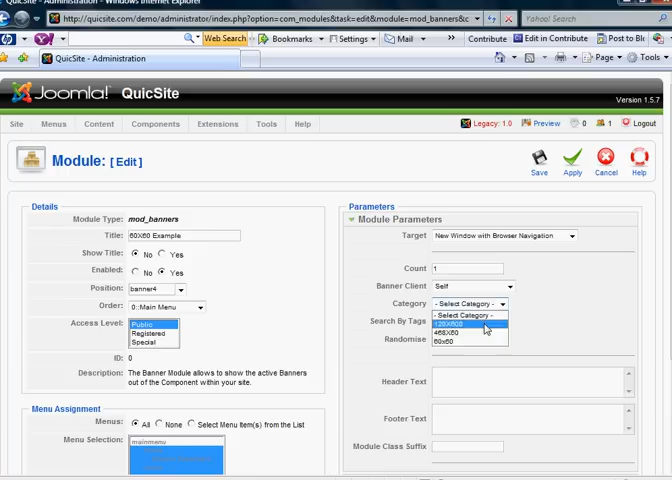 QuicSite - Administration - Windows Internet Explorer
http://quicsite.com/demo/administrator/index.php?option=com_modules&task=edit&module=mod_banners&c
Yahoo! Search
Web Search
Bookmarks
Settings
Mail
Contribute
Edit in Contribute
Post to Bl
QuicSite - Administration
Page
Tools
Joomla! QuicSite
Version 1.5.7
Site
Menus
Content
Components
Extensions
Tools
Help
Legacy: 1.0
Preview
0
1
Logout
Module: [ Edit ]
Save
Apply
Cancel
Help
Details
Module Type: mod_banners
Title: 60X60 Example
Show Title: No Yes
Enabled: No Yes
Position: banner4
Order: 0::Main Menu
Access Level: Public
Registered
Special
ID: 0
Description: The Banner Module allows to show the active Banners
out of the Component within your site.
Menu Assignment
Menus: All None Select Menu Item(s) from the List
Menu Selection: mainmenu
Parameters
Module Parameters
Target New Window with Browser Navigation
Count 1
Banner Client Self
Category - Select Category -
- Select Category -
Search By Tags
468X60
Randomise
60x60
Header Text
Footer Text
Module Class Suffix